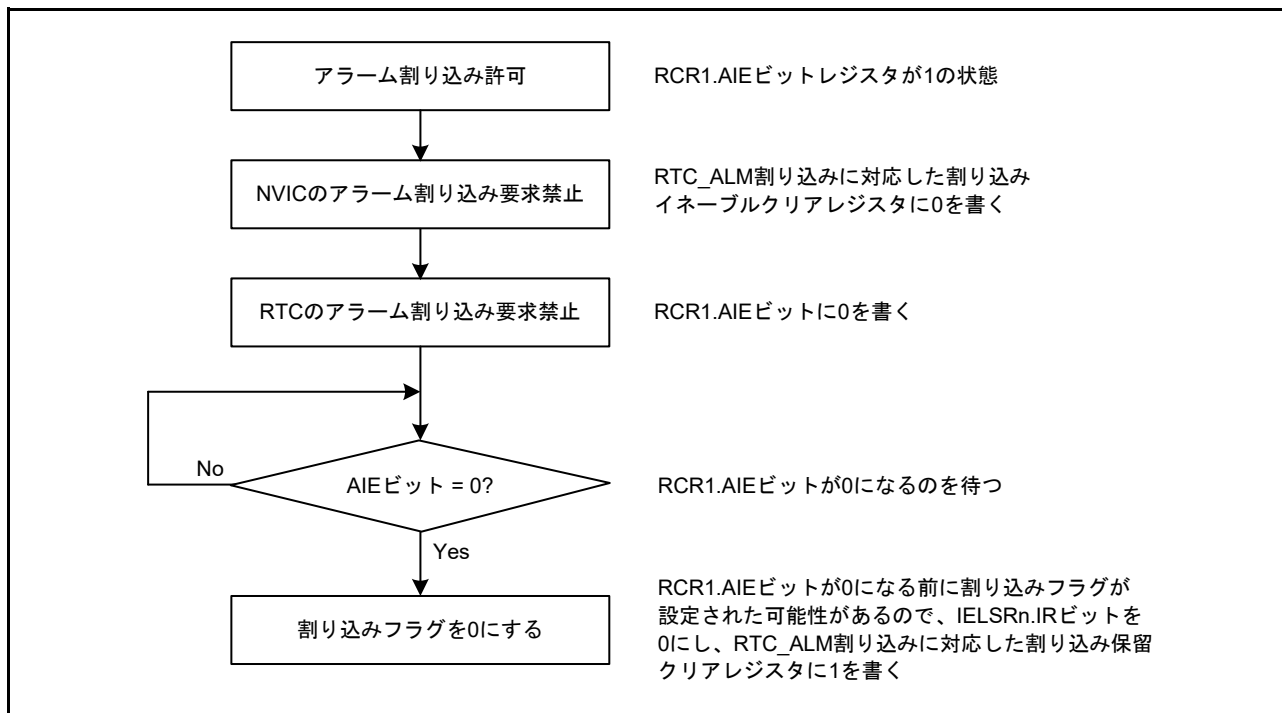 アラーム割り込み許可
RCR1.AIEビットレジスタが1の状態
NVICのアラーム割り込み要求禁止
RTC_ALM割り込みに対応した割り込み
イネーブルクリアレジスタに0を書く
RTCのアラーム割り込み要求禁止
RCR1.AIEビットに0を書く
No
AIEビット = 0?
RCR1.AIEビットが0になるのを待つ
Yes
割り込みフラグを0にする
RCR1.AIEビットが0になる前に割り込みフラグが
設定された可能性があるので、IELSRn.IRビットを
0にし、RTC_ALM割り込みに対応した割り込み保留
クリアレジスタに1を書く